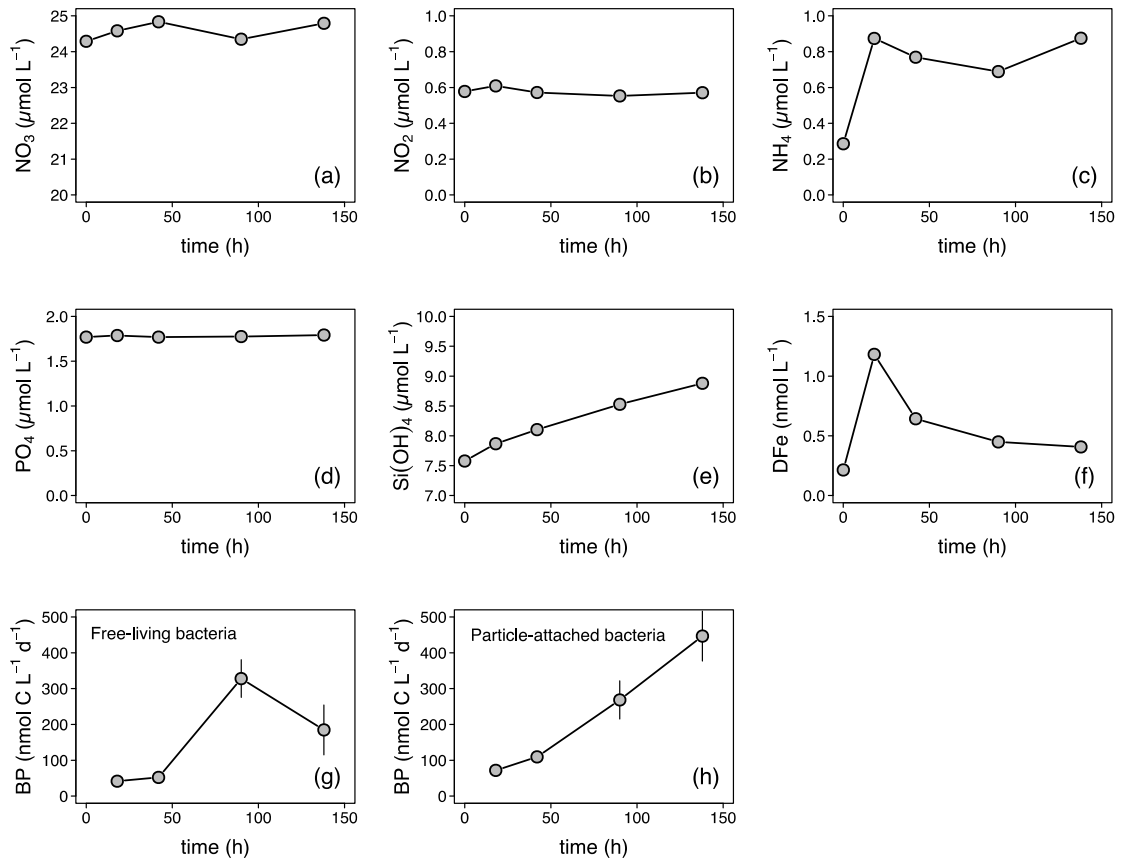 NO₃ (µmol L⁻¹)
25
24
23
22
21
20
(a)
0 50 100 150
time (h)
NO₂ (µmol L⁻¹)
1.0
0.8
0.6
0.4
0.2
0.0
(b)
0 50 100 150
time (h)
NH₄ (µmol L⁻¹)
1.0
0.8
0.6
0.4
0.2
0.0
(c)
0 50 100 150
time (h)
PO₄ (µmol L⁻¹)
2.0
1.5
1.0
0.5
0.0
(d)
0 50 100 150
time (h)
Si(OH)₄ (µmol L⁻¹)
10.0
9.5
9.0
8.5
8.0
7.5
7.0
(e)
0 50 100 150
time (h)
DFe (nmol L⁻¹)
1.5
1.0
0.5
0.0
(f)
0 50 100 150
time (h)
BP (nmol C L⁻¹ d⁻¹)
500
400
300
200
100
0
Free-living bacteria
(g)
0 50 100 150
time (h)
BP (nmol C L⁻¹ d⁻¹)
500
400
300
200
100
0
Particle-attached bacteria
(h)
0 50 100 150
time (h)